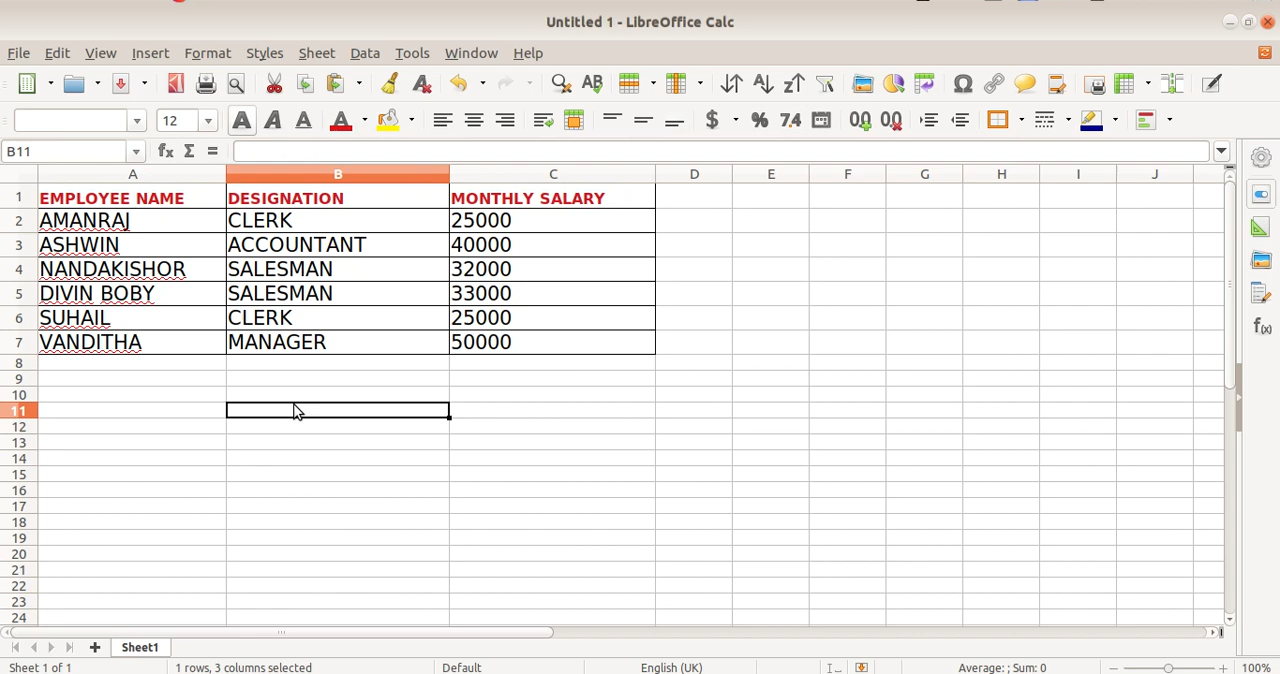 Untitled 1 - LibreOffice Calc
File Edit View Insert Format Styles Sheet Data Tools Window Help
12
B11
A B C D E F G H I J
1 EMPLOYEE NAME DESIGNATION MONTHLY SALARY
2 AMANRAJ CLERK 25000
3 ASHWIN ACCOUNTANT 40000
4 NANDAKISHOR SALESMAN 32000
5 DIVIN BOBY SALESMAN 33000
6 SUHAIL CLERK 25000
7 VANDITHA MANAGER 50000
8
9
10
11
12
13
14
15
16
17
18
19
20
21
22
23
24
Sheet1
Sheet 1 of 1 1 rows, 3 columns selected Default English (UK) Average: ; Sum: 0 100%